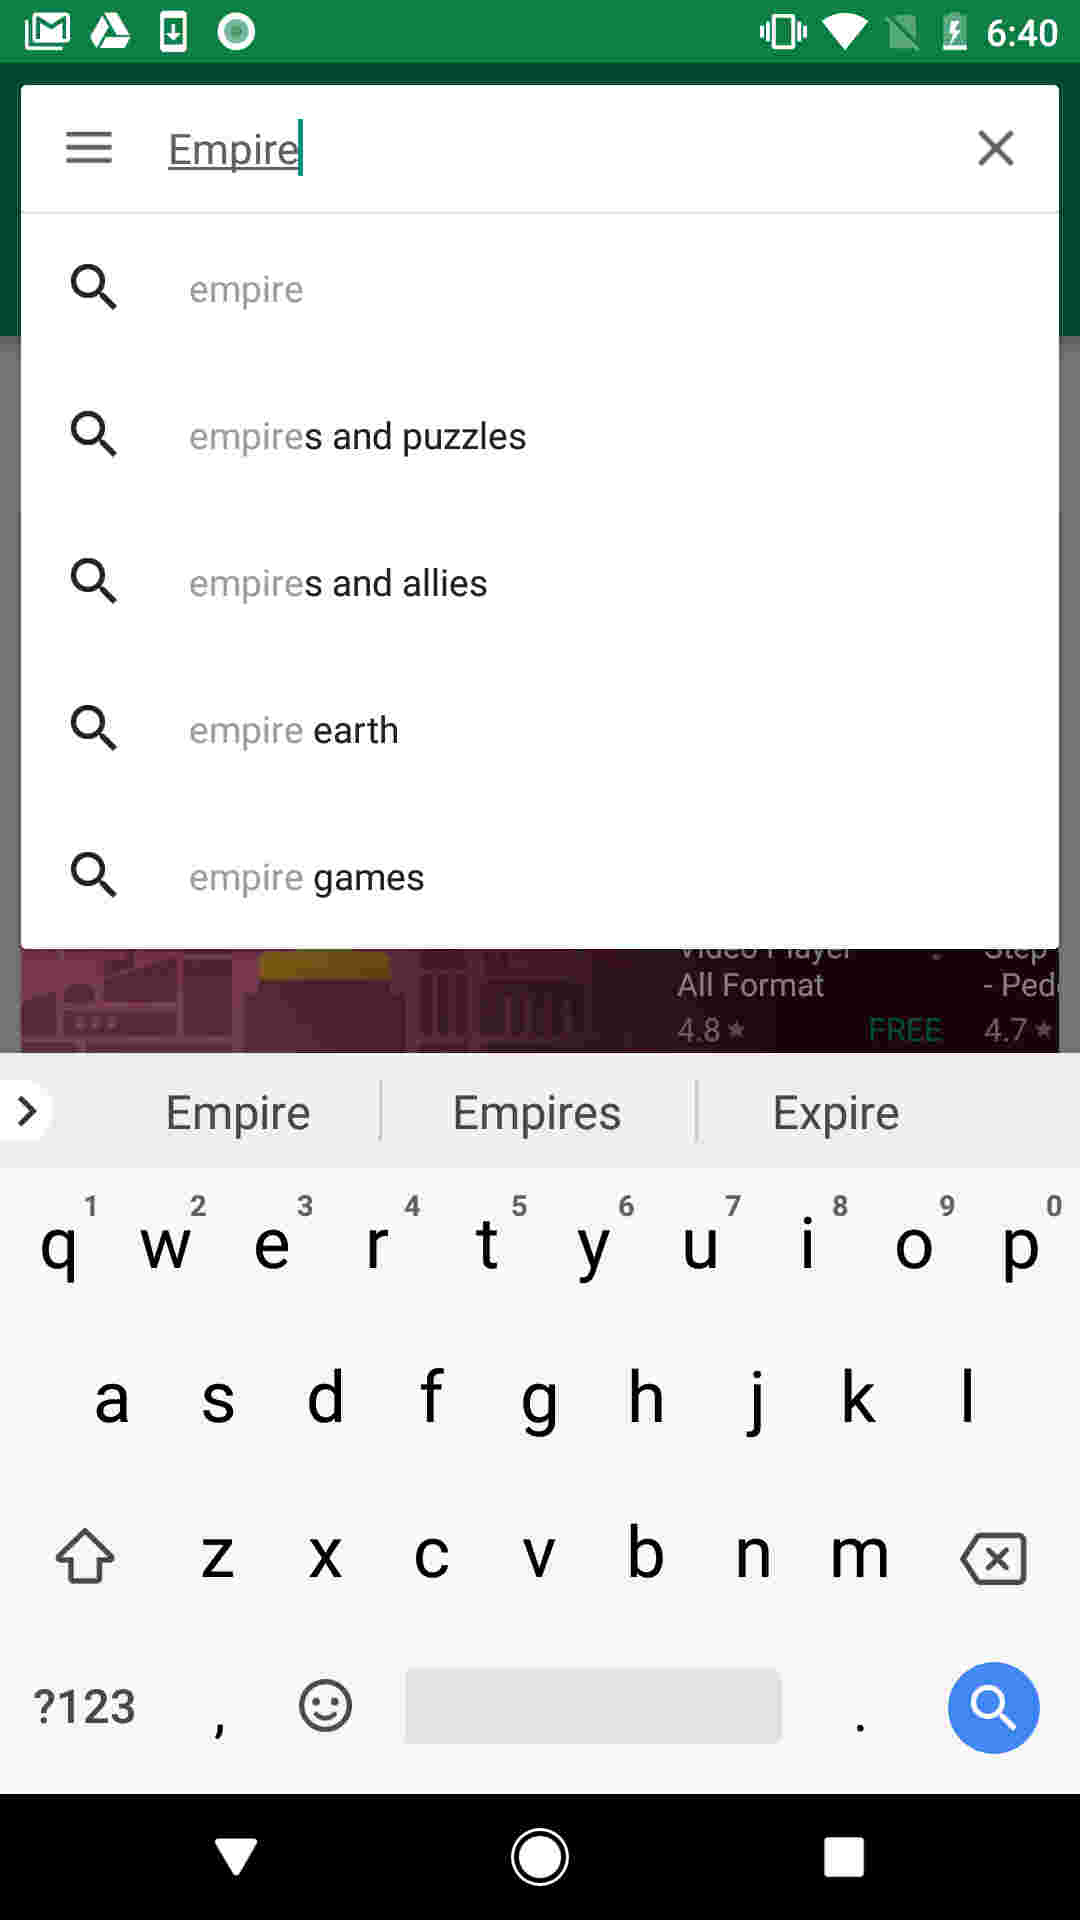 6:40
Empire
empire
empires and puzzles
empires and allies
empire earth
empire games
Video Player
Step
All Format
- Ped
4.8★ FREE 4.7★
Empire Empires Expire
1 2 3 4 5 6 7 8 9 0
q w e r t y u i o p
a s d f g h j k l
z x c v b n m
?123 , .